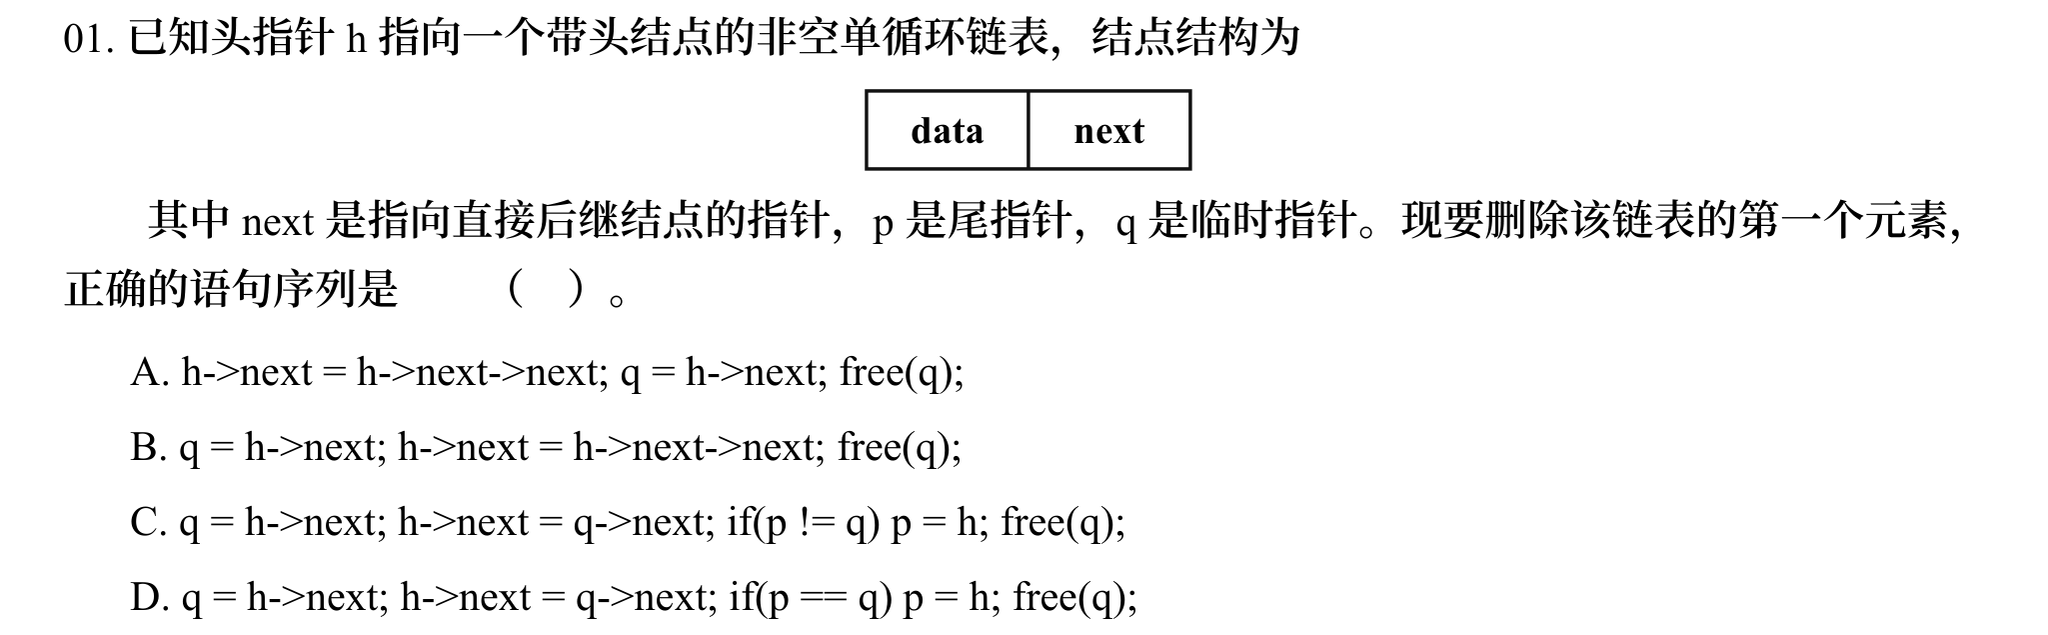 01. 已知头指针 h 指向一个带头结点的非空单循环链表，结点结构为
data next
其中 next 是指向直接后继结点的指针，p 是尾指针，q 是临时指针。现要删除该链表的第一个元素，
正确的语句序列是 （ ）。
A. h->next = h->next->next; q = h->next; free(q);
B. q = h->next; h->next = h->next->next; free(q);
C. q = h->next; h->next = q->next; if(p != q) p = h; free(q);
D. q = h->next; h->next = q->next; if(p == q) p = h; free(q);